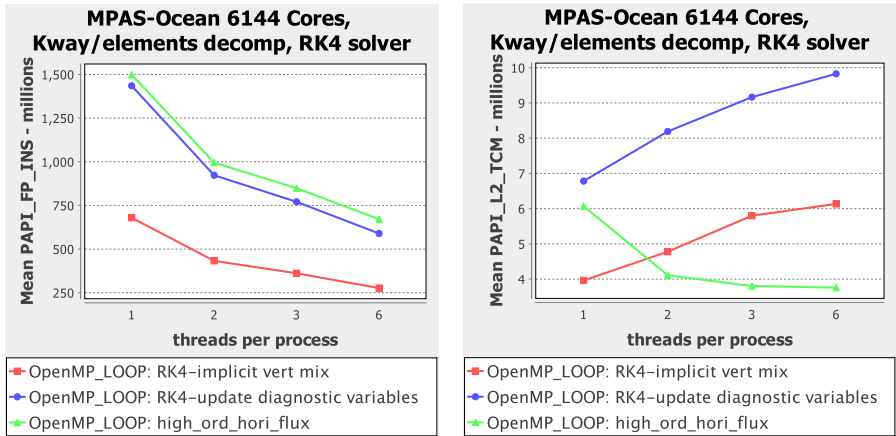 MPAS-Ocean 6144 Cores,
Kway/elements decomp, RK4 solver
Mean PAPI_FP_INS - millions
1,500
1,250
1,000
750
500
250
1 2 3 6
threads per process
OpenMP_LOOP: RK4-implicit vert mix
OpenMP_LOOP: RK4-update diagnostic variables
OpenMP_LOOP: high_ord_hori_flux
MPAS-Ocean 6144 Cores,
Kway/elements decomp, RK4 solver
Mean PAPI_L2_TCM - millions
10
9
8
7
6
5
4
1 2 3 6
threads per process
OpenMP_LOOP: RK4-implicit vert mix
OpenMP_LOOP: RK4-update diagnostic variables
OpenMP_LOOP: high_ord_hori_flux